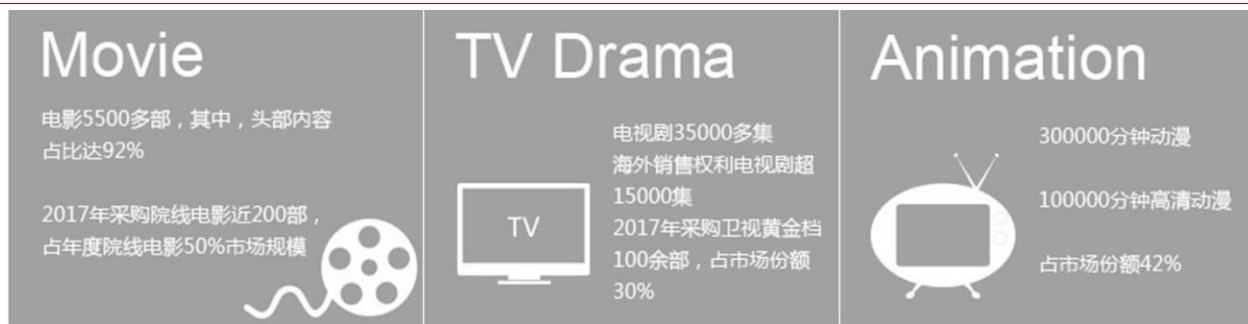 Movie
电影5500多部，其中，头部内容
占比达92%
2017年采购院线电影近200部，
占年度院线电影50%市场规模
TV Drama
TV
电视剧35000多集
海外销售权利电视剧超
15000集
2017年采购卫视黄金档
100余部，占市场份额
30%
Animation
300000分钟动漫
100000分钟高清动漫
占市场份额42%